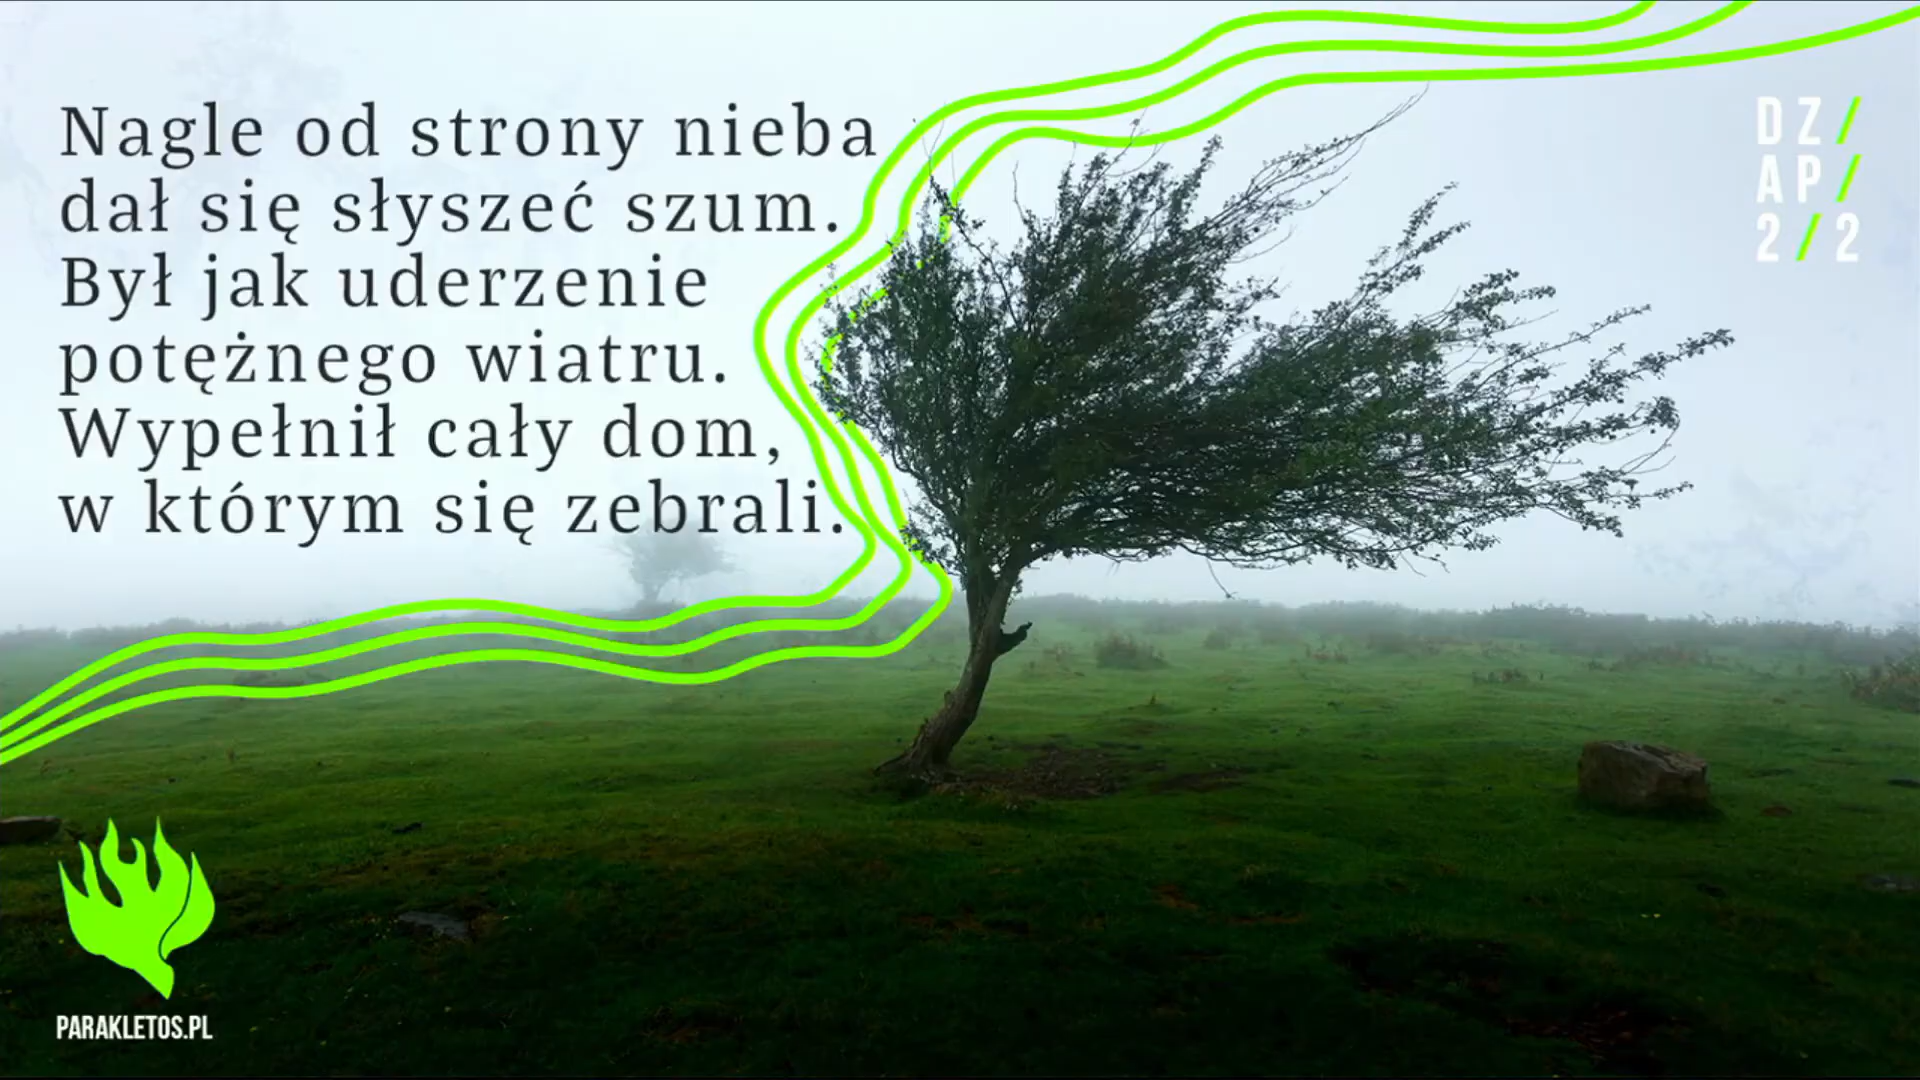 Nagle od strony nieba
dał się słyszeć szum.
Był jak uderzenie
potężnego wiatru.
Wypełnił cały dom,
w którym się zebrali.
DZ/
AP/
2/2
PARAKLETOS.PL